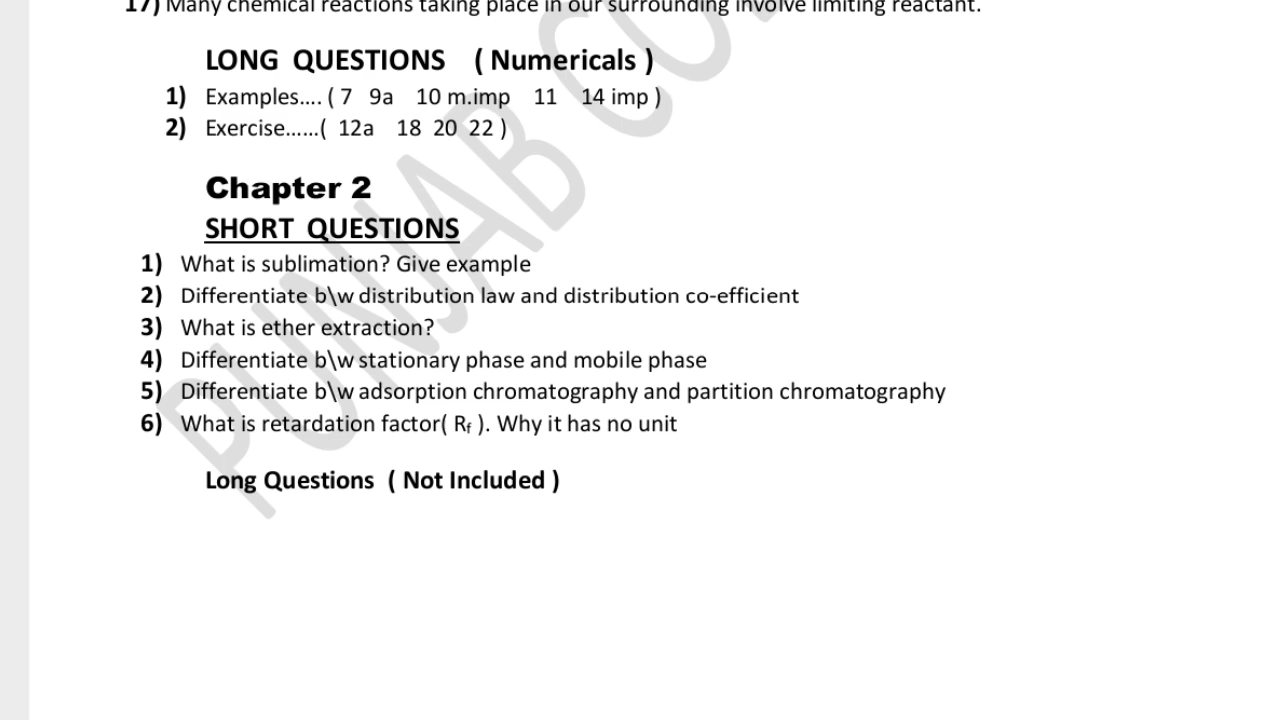 17) Many chemical reactions taking place in our surrounding involve limiting reactant.
LONG QUESTIONS ( Numericals )
1) Examples.... ( 7 9a 10 m.imp 11 14 imp )
2) Exercise......( 12a 18 20 22 )
Chapter 2
SHORT QUESTIONS
1) What is sublimation? Give example
2) Differentiate b\w distribution law and distribution co-efficient
3) What is ether extraction?
4) Differentiate b\w stationary phase and mobile phase
5) Differentiate b\w adsorption chromatography and partition chromatography
6) What is retardation factor( Rf ). Why it has no unit
Long Questions ( Not Included )
PUNJAB CO